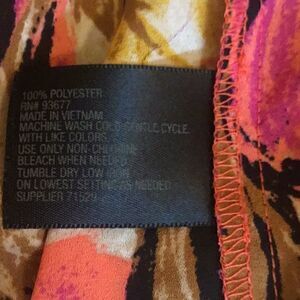 100% POLYESTER
RN# 93677
MADE IN VIETNAM
MACHINE WASH COLD GENTLE CYCLE
WITH LIKE COLORS
USE ONLY NON-CHLORINE
BLEACH WHEN NEEDED
TUMBLE DRY LOW IRON
ON LOWEST SETTING AS NEEDED
SUPPLIER 71529